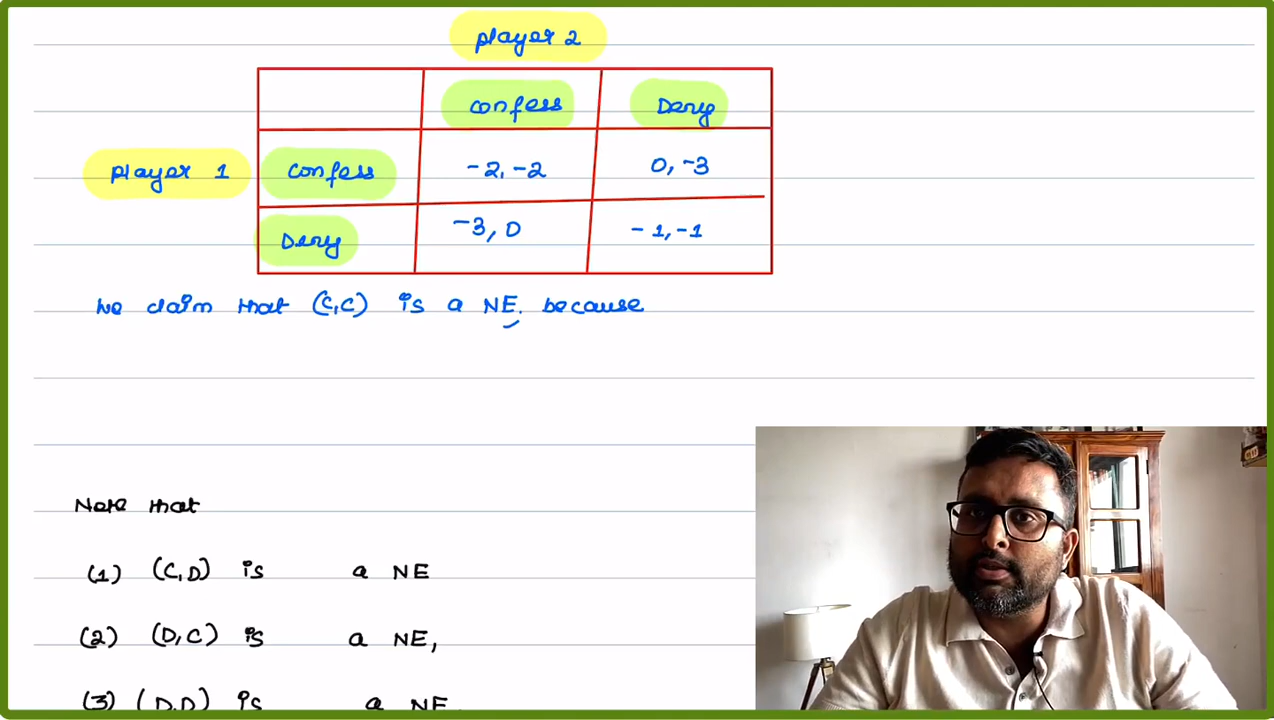 Player 2
Confess Deny
Player 1 Confess -2, -2 0, -3
Deny -3, 0 -1, -1
We claim that (C,C) is a NE. because
Note that
(1) (C,D) is a NE
(2) (D,C) is a NE,
(3) (D,D) is a NE.